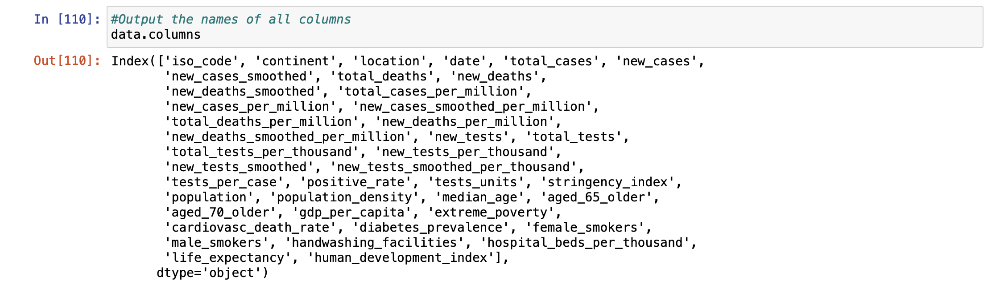 In [110]: #Output the names of all columns
data.columns
Out[110]: Index(['iso_code', 'continent', 'location', 'date', 'total_cases', 'new_cases',
'new_cases_smoothed', 'total_deaths', 'new_deaths',
'new_deaths_smoothed', 'total_cases_per_million',
'new_cases_per_million', 'new_cases_smoothed_per_million',
'total_deaths_per_million', 'new_deaths_per_million',
'new_deaths_smoothed_per_million', 'new_tests', 'total_tests',
'total_tests_per_thousand', 'new_tests_per_thousand',
'new_tests_smoothed', 'new_tests_smoothed_per_thousand',
'tests_per_case', 'positive_rate', 'tests_units', 'stringency_index',
'population', 'population_density', 'median_age', 'aged_65_older',
'aged_70_older', 'gdp_per_capita', 'extreme_poverty',
'cardiovasc_death_rate', 'diabetes_prevalence', 'female_smokers',
'male_smokers', 'handwashing_facilities', 'hospital_beds_per_thousand',
'life_expectancy', 'human_development_index'],
dtype='object')